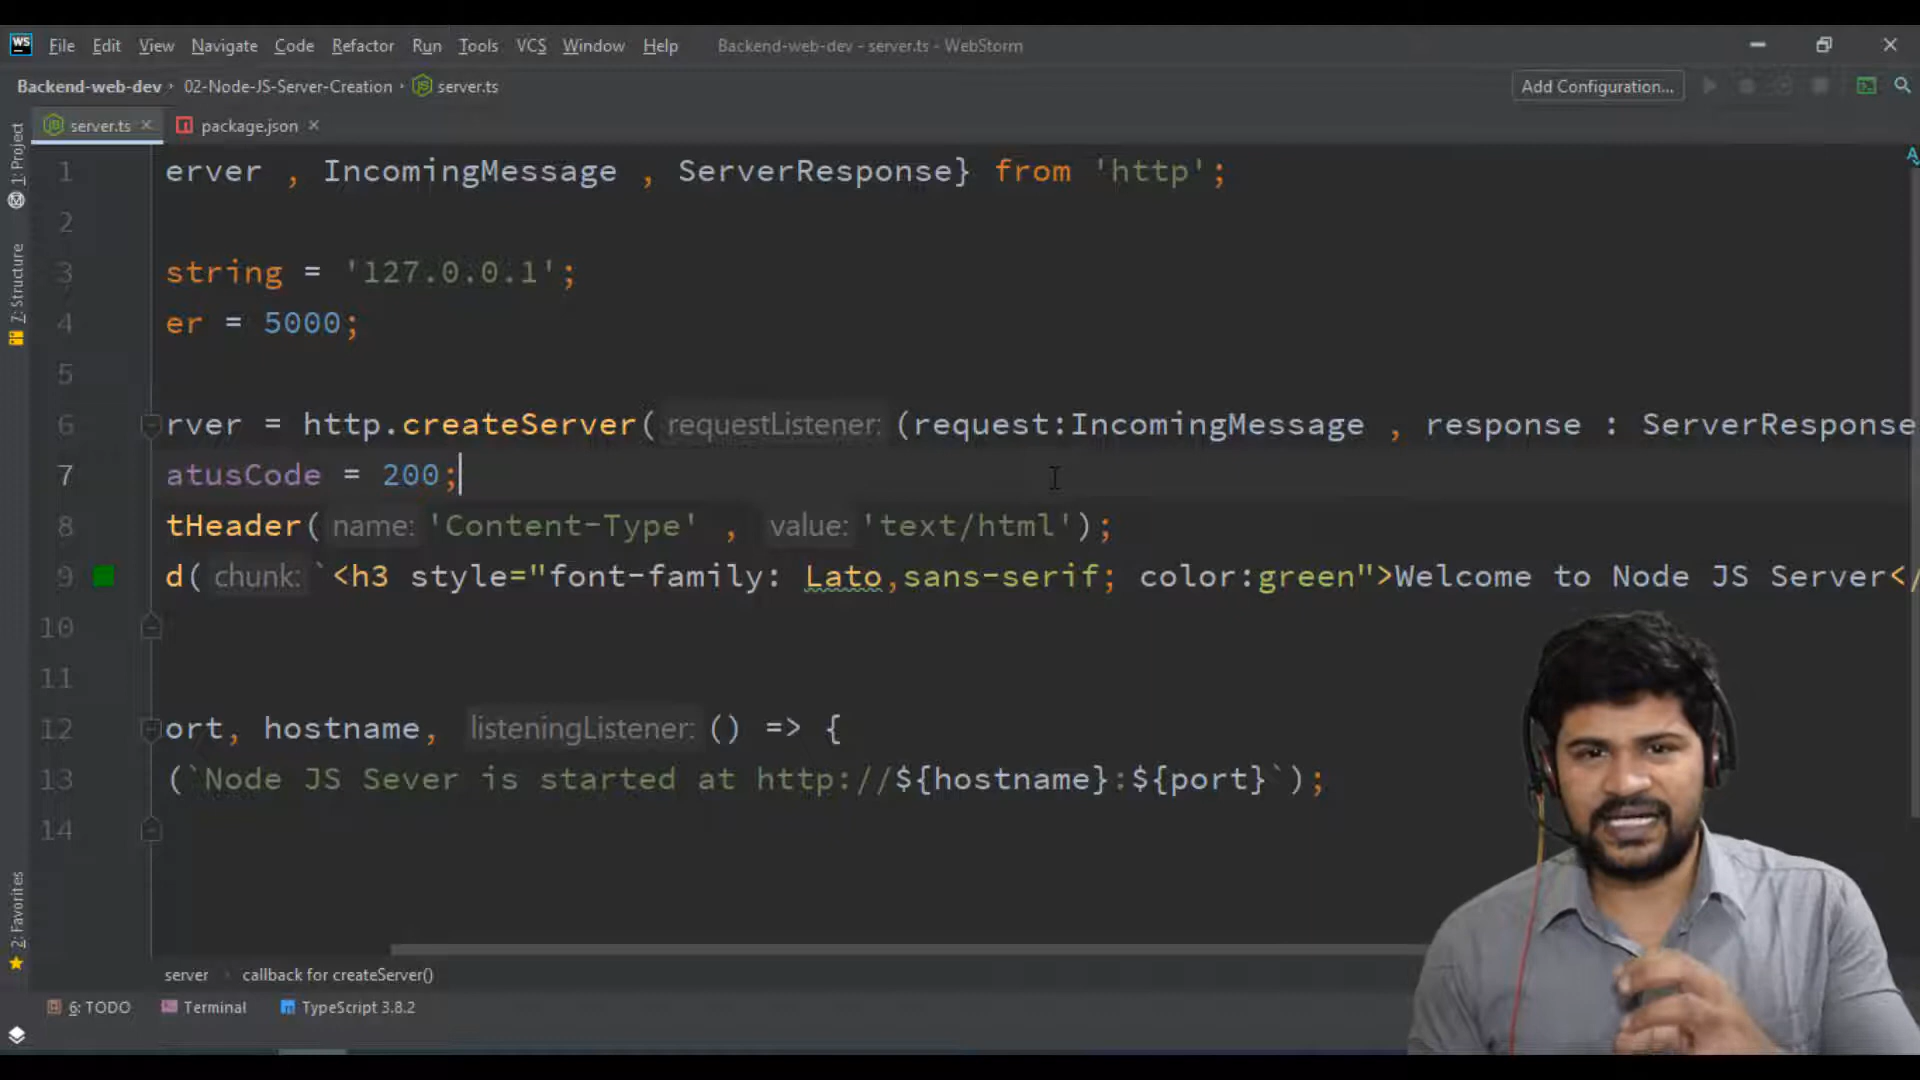 WS File Edit View Navigate Code Refactor Run Tools VCS Window Help Backend-web-dev - server.ts - WebStorm
Backend-web-dev › 02-Node-JS-Server-Creation › server.ts Add Configuration...
server.ts × package.json ×
1: Project
7: Structure
2: Favorites
1 erver , IncomingMessage , ServerResponse} from 'http';
2
3 string = '127.0.0.1';
4 er = 5000;
5
6 rver = http.createServer( requestListener: (request:IncomingMessage , response : ServerResponse
7 atusCode = 200;
8 tHeader( name: 'Content-Type' , value: 'text/html');
9 d( chunk: `<h3 style="font-family: Lato,sans-serif; color:green">Welcome to Node JS Server</
10
11
12 ort, hostname, listeningListener: () => {
13 (`Node JS Sever is started at http://${hostname}:${port}`);
14
server › callback for createServer()
6: TODO Terminal TypeScript 3.8.2